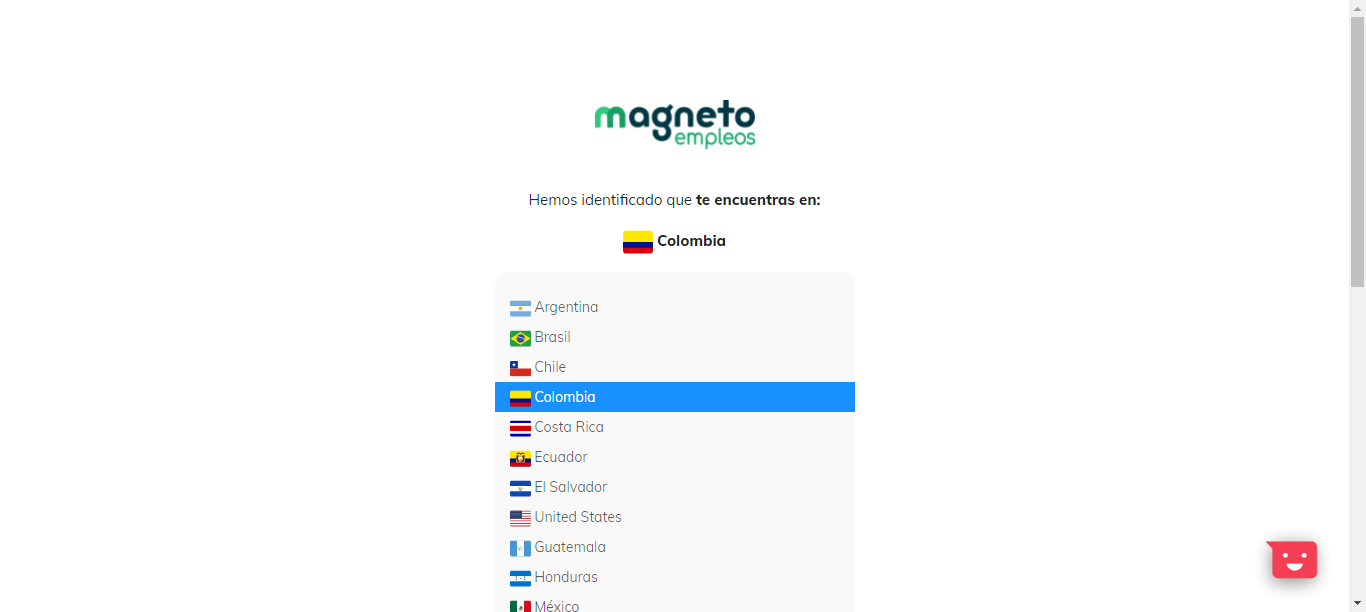 magneto
empleos
Hemos identificado que te encuentras en:
Colombia
Argentina
Brasil
Chile
Colombia
Costa Rica
Ecuador
El Salvador
United States
Guatemala
Honduras
México